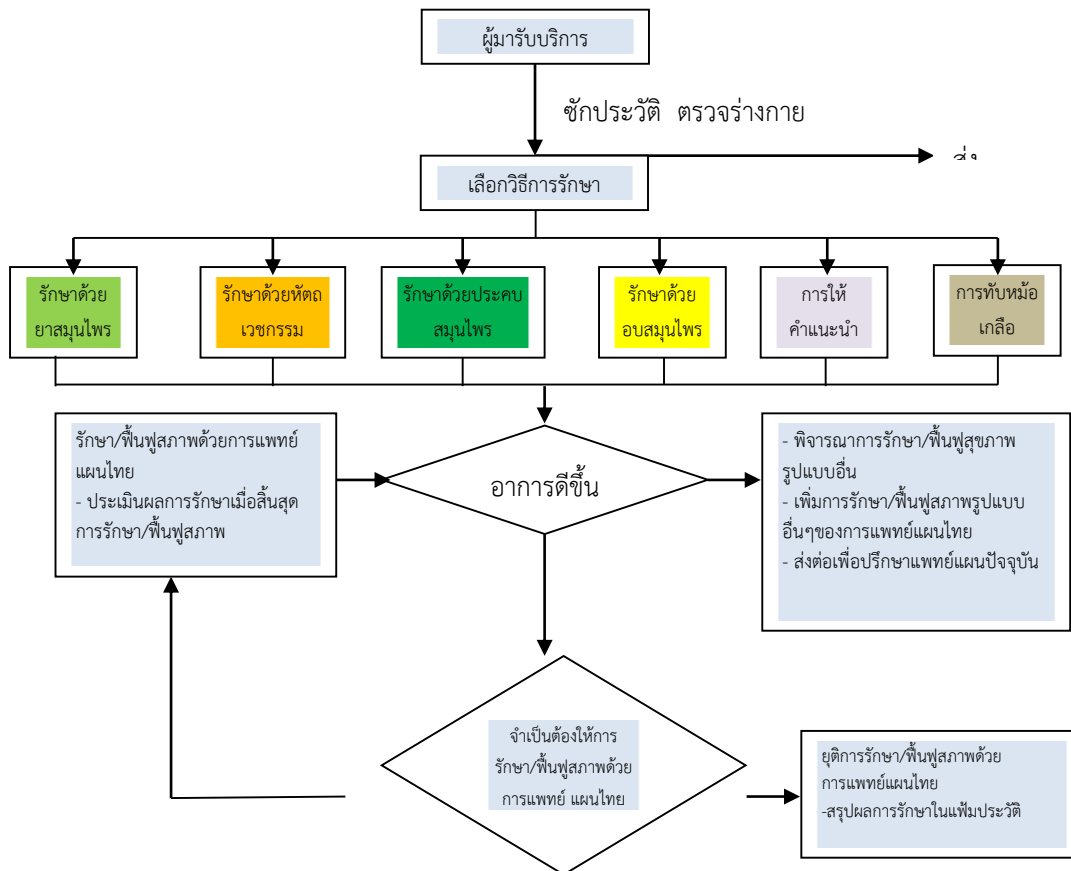 ผู้มารับบริการ
ซักประวัติ ตรวจร่างกาย
เลือกวิธีการรักษา
รักษาด้วย
ยาสมุนไพร
รักษาด้วยหัตถ
เวชกรรม
รักษาด้วยประคบ
สมุนไพร
รักษาด้วย
อบสมุนไพร
การให้
คำแนะนำ
การทับหม้อ
เกลือ
รักษา/ฟื้นฟูสภาพด้วยการแพทย์
แผนไทย
- ประเมินผลการรักษาเมื่อสิ้นสุด
การรักษา/ฟื้นฟูสภาพ
อาการดีขึ้น
- พิจารณาการรักษา/ฟื้นฟูสุขภาพ
รูปแบบอื่น
- เพิ่มการรักษา/ฟื้นฟูสภาพรูปแบบ
อื่นๆของการแพทย์แผนไทย
- ส่งต่อเพื่อปรึกษาแพทย์แผนปัจจุบัน
จำเป็นต้องให้การ
รักษา/ฟื้นฟูสภาพด้วย
การแพทย์ แผนไทย
ยุติการรักษา/ฟื้นฟูสภาพด้วย
การแพทย์แผนไทย
-สรุปผลการรักษาในแฟ้มประวัติ